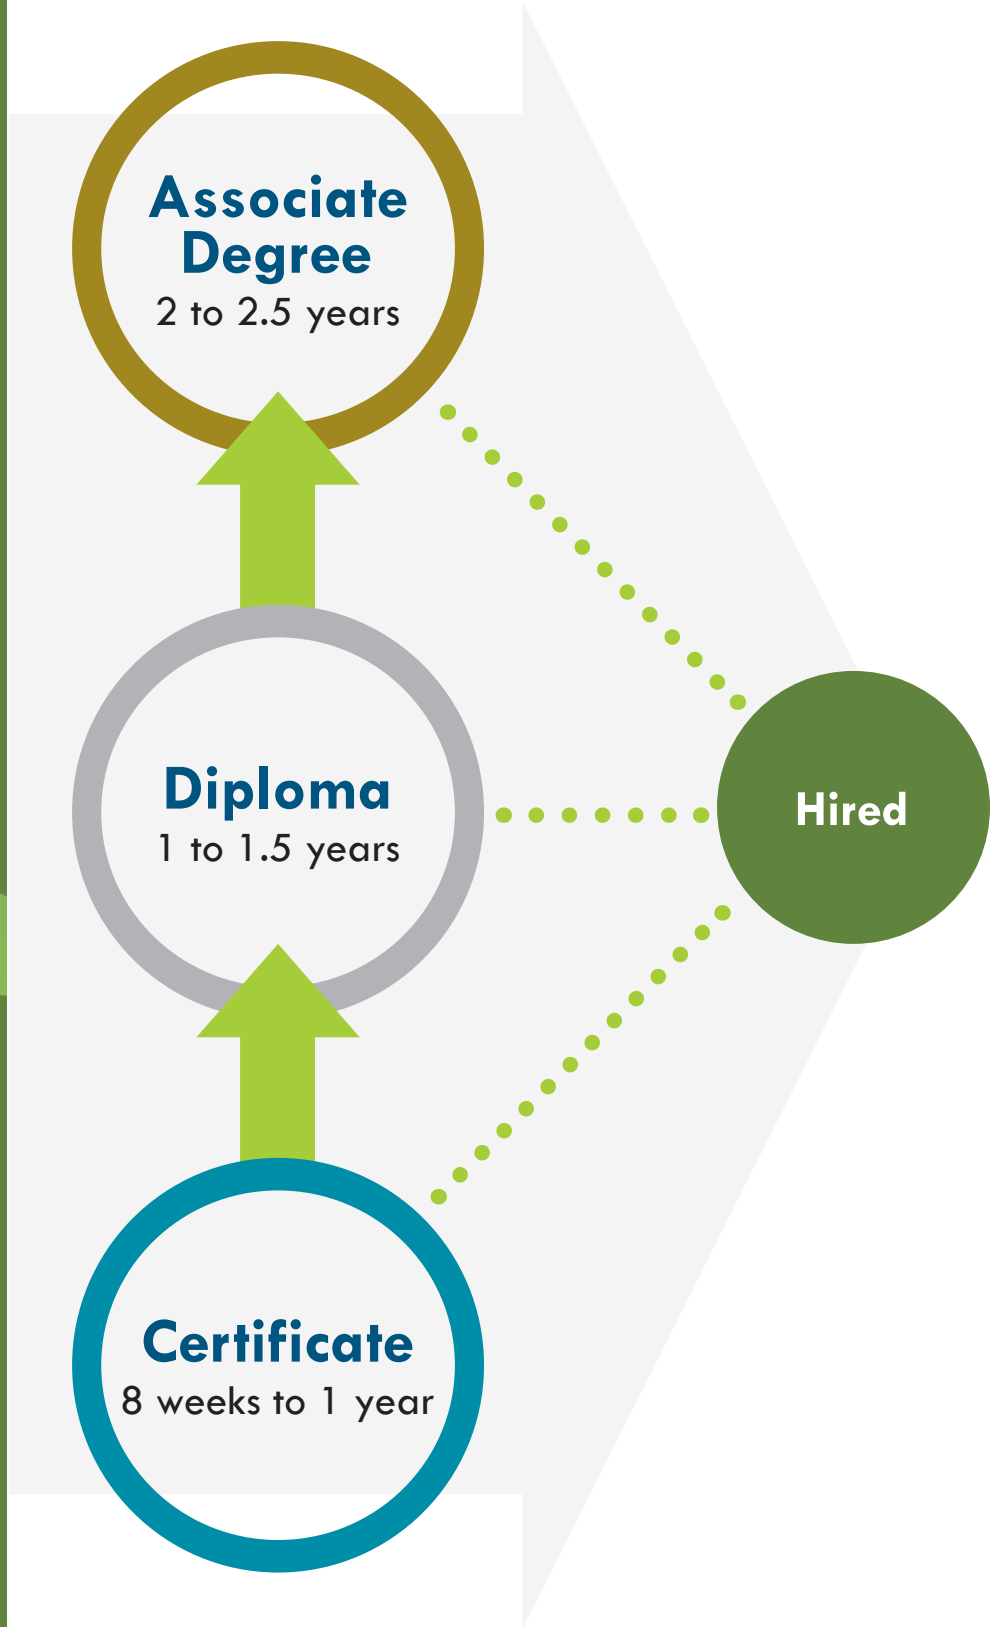 Associate
Degree
2 to 2.5 years
Diploma
1 to 1.5 years
Hired
Certificate
8 weeks to 1 year